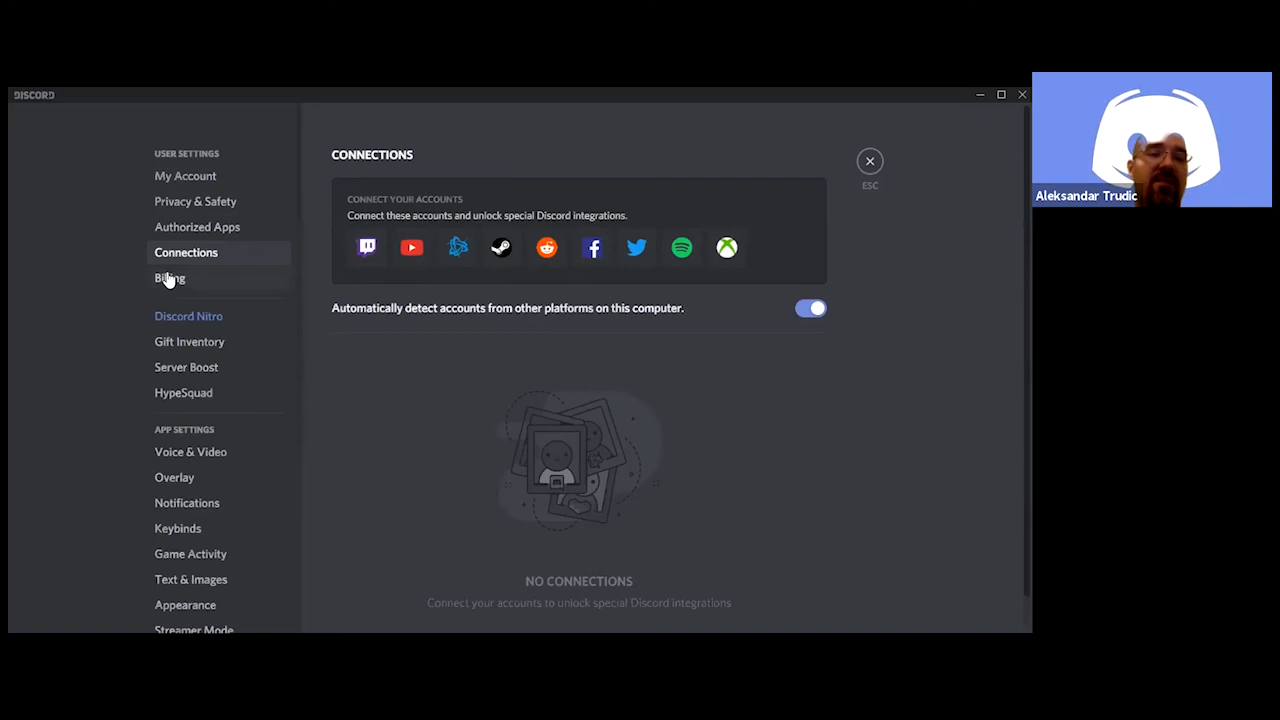 DISCORD
USER SETTINGS
My Account
Privacy & Safety
Authorized Apps
Connections
Billing
Discord Nitro
Gift Inventory
Server Boost
HypeSquad
APP SETTINGS
Voice & Video
Overlay
Notifications
Keybinds
Game Activity
Text & Images
Appearance
Streamer Mode
CONNECTIONS
ESC
CONNECT YOUR ACCOUNTS
Connect these accounts and unlock special Discord integrations.
Automatically detect accounts from other platforms on this computer.
NO CONNECTIONS
Connect your accounts to unlock special Discord integrations
Aleksandar Trudic